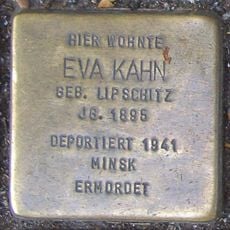 HIER WOHNTE
EVA KAHN
GEB. LIPSCHITZ
JG. 1895
DEPORTIERT 1941
MINSK
ERMORDET